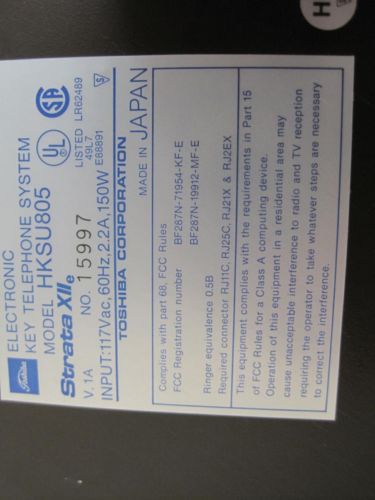 Toshiba
ELECTRONIC
KEY TELEPHONE SYSTEM
MODEL HKSU805
Strata XIIe
V. 1A NO. 15997
UL LISTED 49L7 E68891
SA LR62489
S
INPUT:117Vac,60Hz,2.2A,150W
TOSHIBA CORPORATION
MADE IN JAPAN
Complies with part 68, FCC Rules
FCC Registration number BF287N-71954-KF-E
BF287N-19912-MF-E
Ringer equivalence 0.5B
Required connector RJ11C, RJ25C, RJ21X & RJ2EX
This equipment complies with the requirements in Part 15
of FCC Rules for a Class A computing device.
Operation of this equipment in a residential area may
cause unacceptable interference to radio and TV reception
requiring the operator to take whatever steps are necessary
to correct the interference.
H